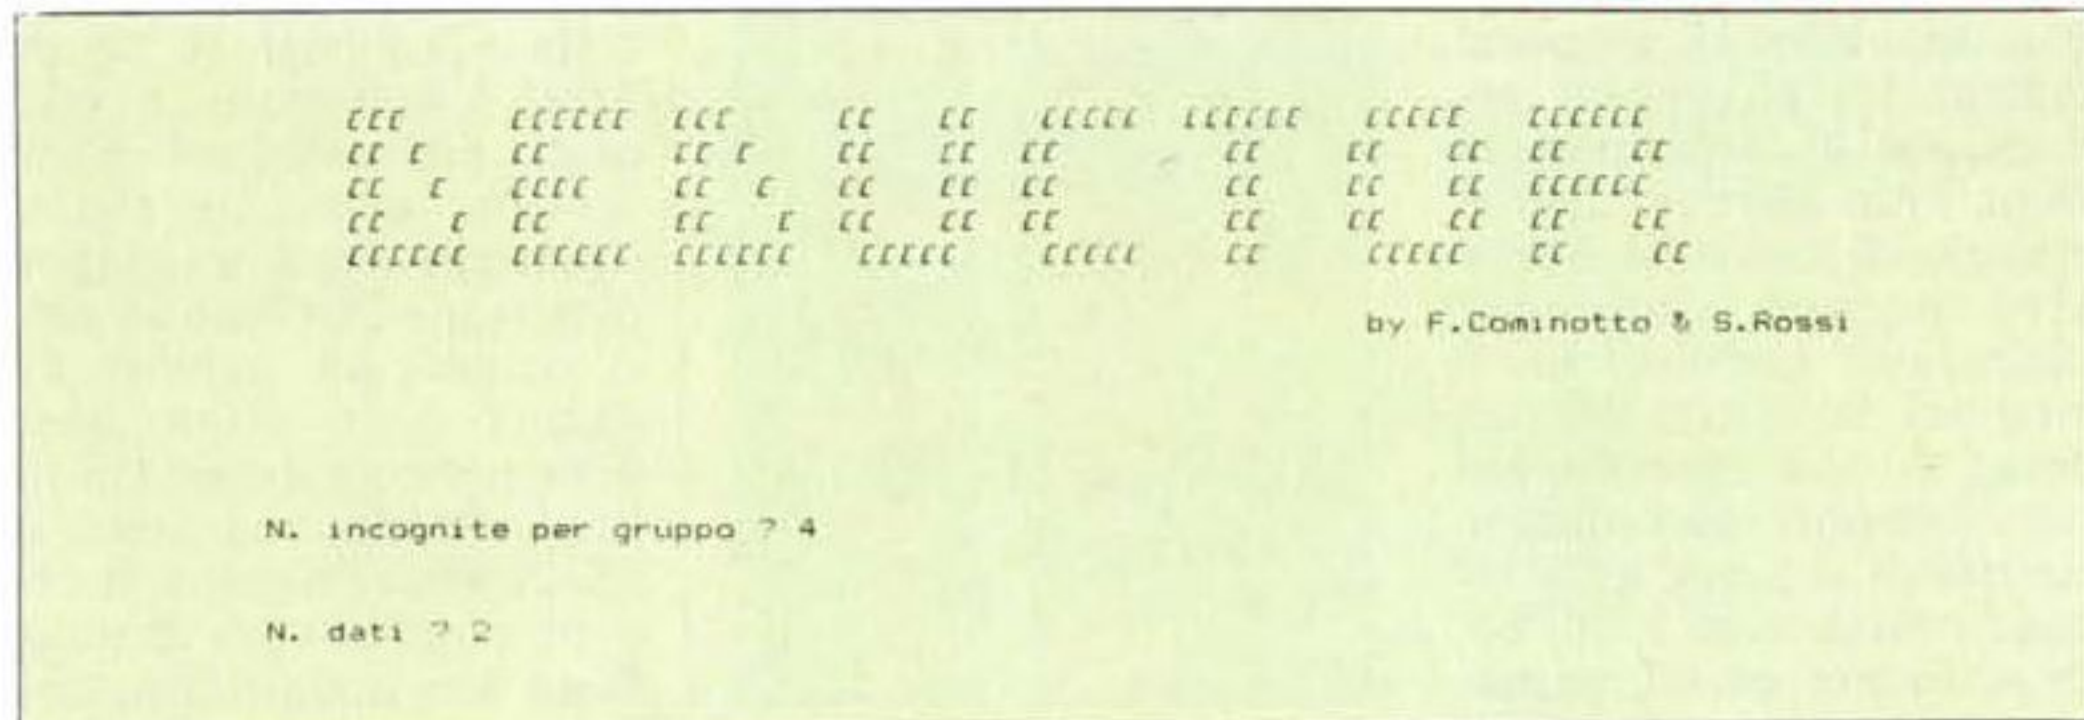 DEDUCTOR
by F.Cominotto & S.Rossi
N. incognite per gruppo ? 4
N. dati ? 2